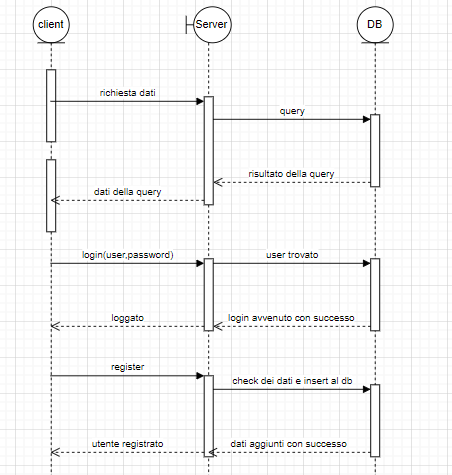 client
Server
DB
richiesta dati
query
risultato della query
dati della query
login(user,password)
user trovato
loggato
login avvenuto con successo
register
check dei dati e insert al db
utente registrato
dati aggiunti con successo